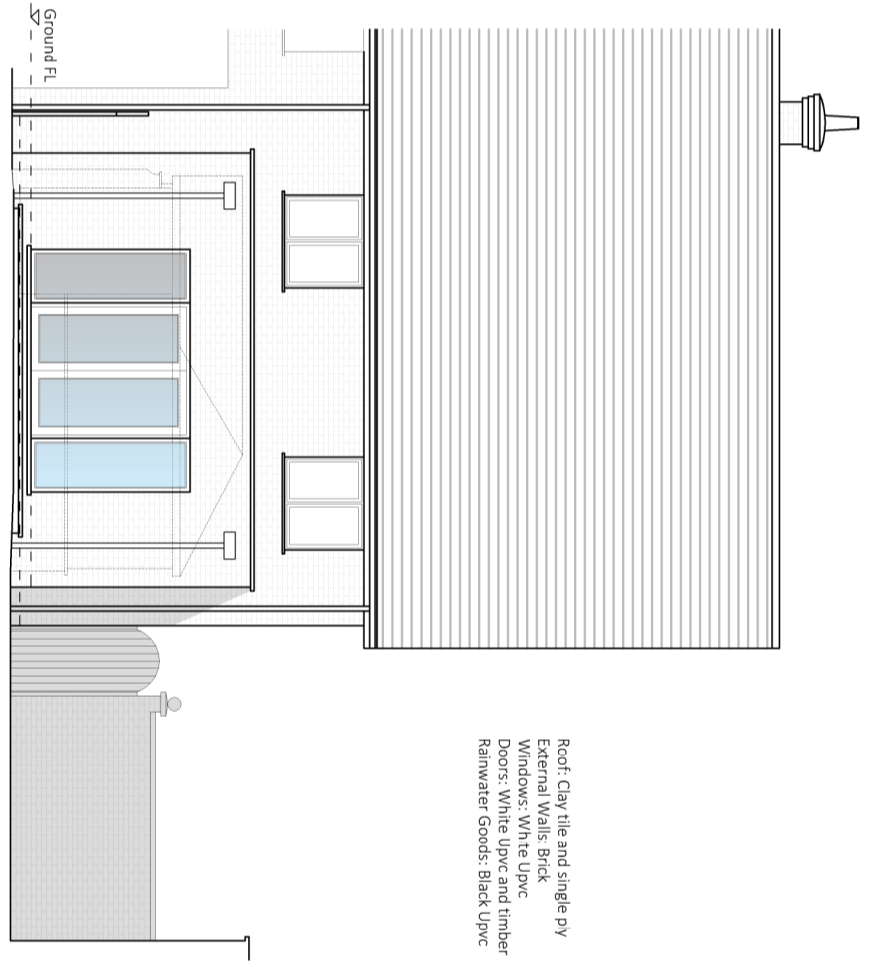 Ground FL
Roof: Clay tile and single ply
External Walls: Brick
Windows: Whte Upvc
Doors: White Upvc and timber
Rainwater Goods: Black Upvc